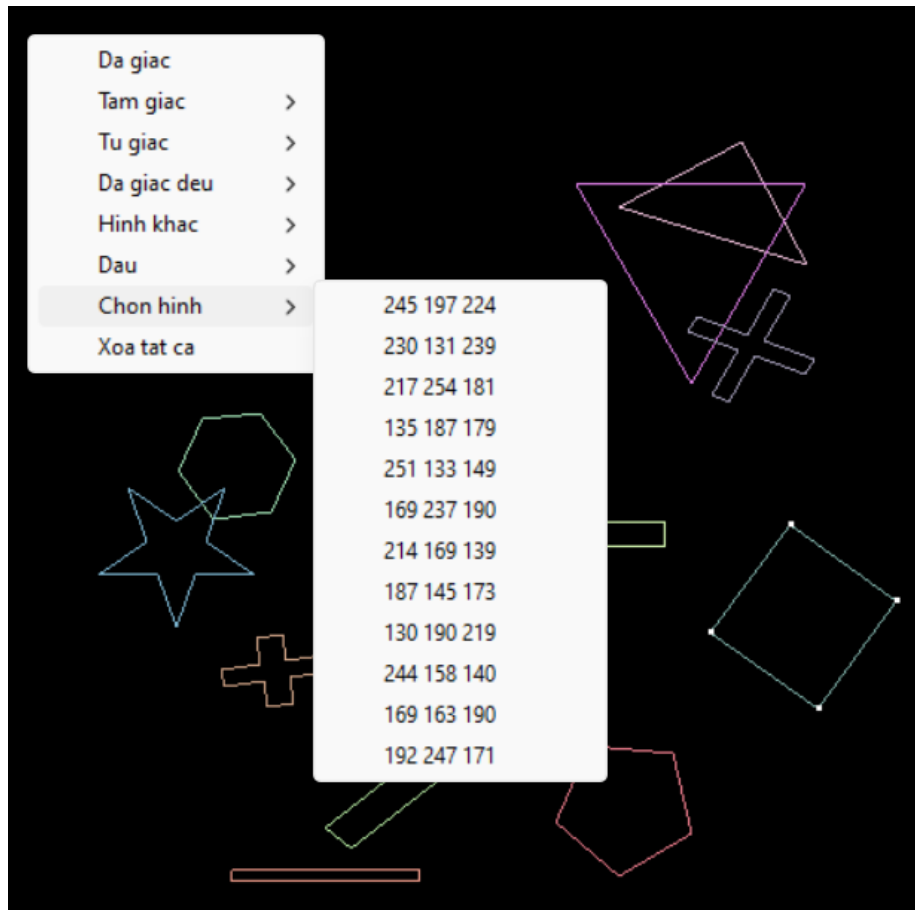 Da giac
Tam giac
Tu giac
Da giac deu
Hinh khac
Dau
Chon hinh
Xoa tat ca
245 197 224
230 131 239
217 254 181
135 187 179
251 133 149
169 237 190
214 169 139
187 145 173
130 190 219
244 158 140
169 163 190
192 247 171